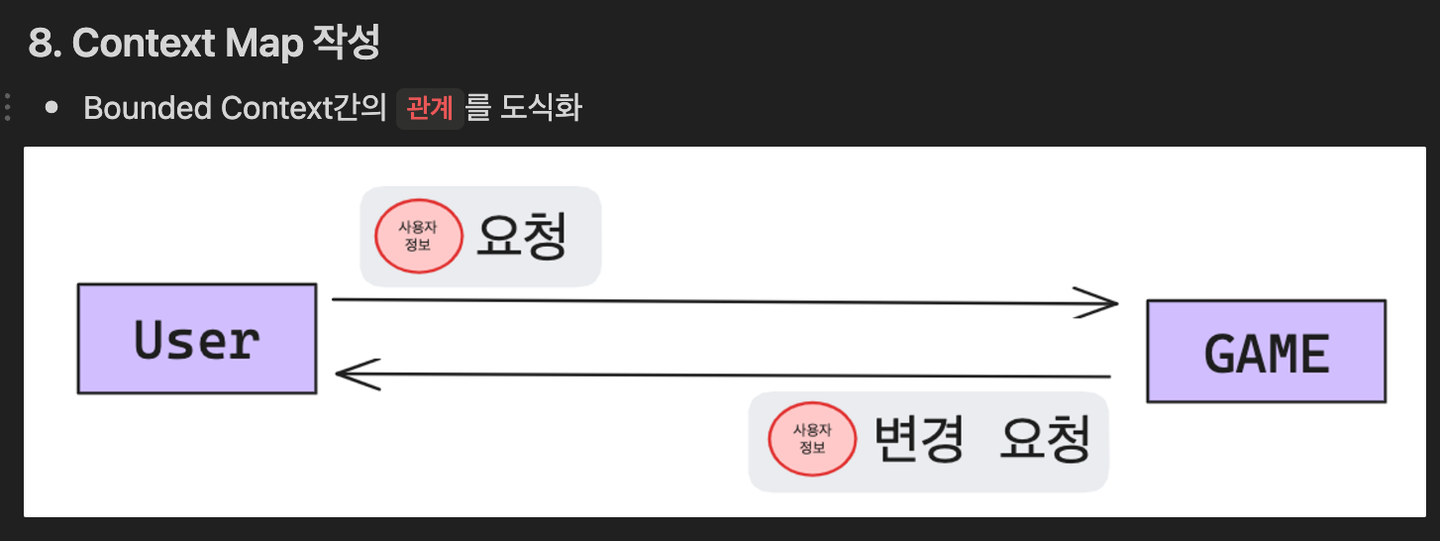 8. Context Map 작성
Bounded Context간의 관계를 도식화
사용자
정보
요청
User
GAME
사용자
정보
변경 요청